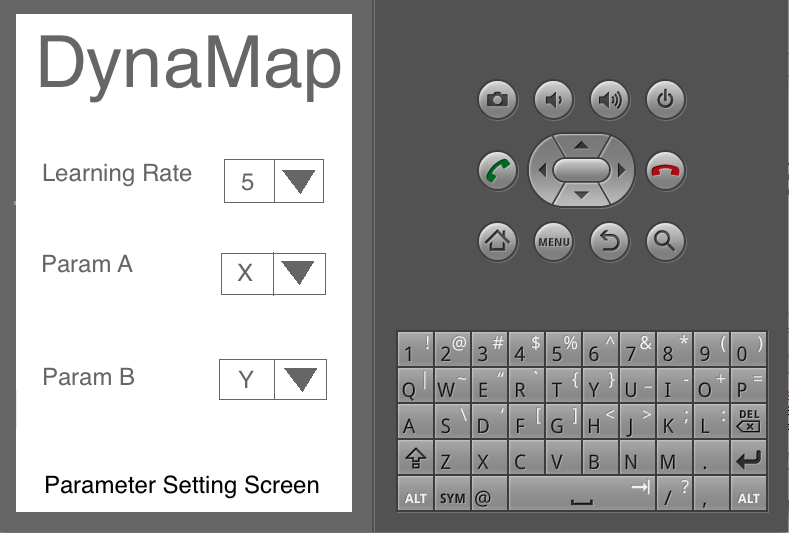 DynaMap
Learning Rate 5
Param A X
Param B Y
Parameter Setting Screen
MENU
1 ! 2 @ 3 # 4 $ 5 % 6 ^ 7 & 8 * 9 ( 0 )
Q | W ~ E “ R ` T { Y } U _ I - O + P =
A S \ D ‘ F [ G ] H < J > K ; L : DEL
Z X C V B N M .
ALT SYM @ / ? , ALT